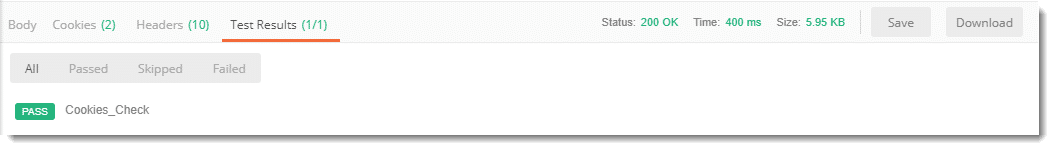 Body Cookies (2) Headers (10) Test Results (1/1) Status: 200 OK Time: 400 ms Size: 5.95 KB Save Download
All Passed Skipped Failed
PASS Cookies_Check